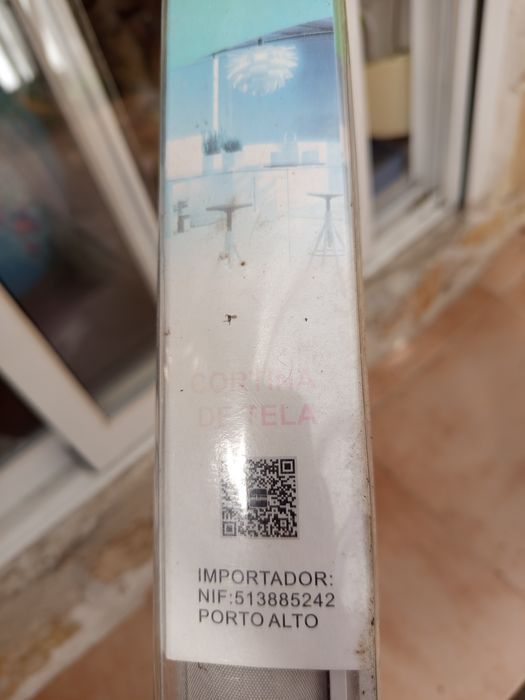 CORTINA
DE TELA
IMPORTADOR:
NIF:513885242
PORTO ALTO